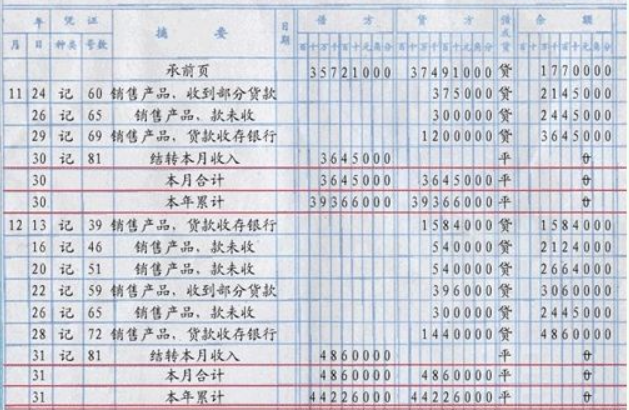 年 凭 证 摘 要 日期 借 方 贷 方 借或贷 余 额
月 日 种类 号数 百十万千百十元角分 百十万千百十元角分 百十万千百十元角分
承前页 35721000 37491000 贷 1770000
11 24 记 60 销售产品、收到部分货款 375000 贷 2145000
26 记 65 销售产品、款未收 300000 贷 2445000
29 记 69 销售产品、货款收存银行 1200000 贷 3645000
30 记 81 结转本月收入 3645000 平 0
30 本月合计 3645000 3645000 平 0
30 本年累计 39366000 39366000 平 0
12 13 记 39 销售产品、货款收存银行 1584000 贷 1584000
16 记 46 销售产品、款未收 540000 贷 2124000
20 记 51 销售产品、款未收 540000 贷 2664000
22 记 59 销售产品、收到部分货款 396000 贷 3060000
26 记 65 销售产品、款未收 300000 贷 2445000
28 记 72 销售产品、货款收存银行 1440000 贷 4860000
31 记 81 结转本月收入 4860000 平 0
31 本月合计 4860000 4860000 平 0
31 本年累计 44226000 44226000 平 0